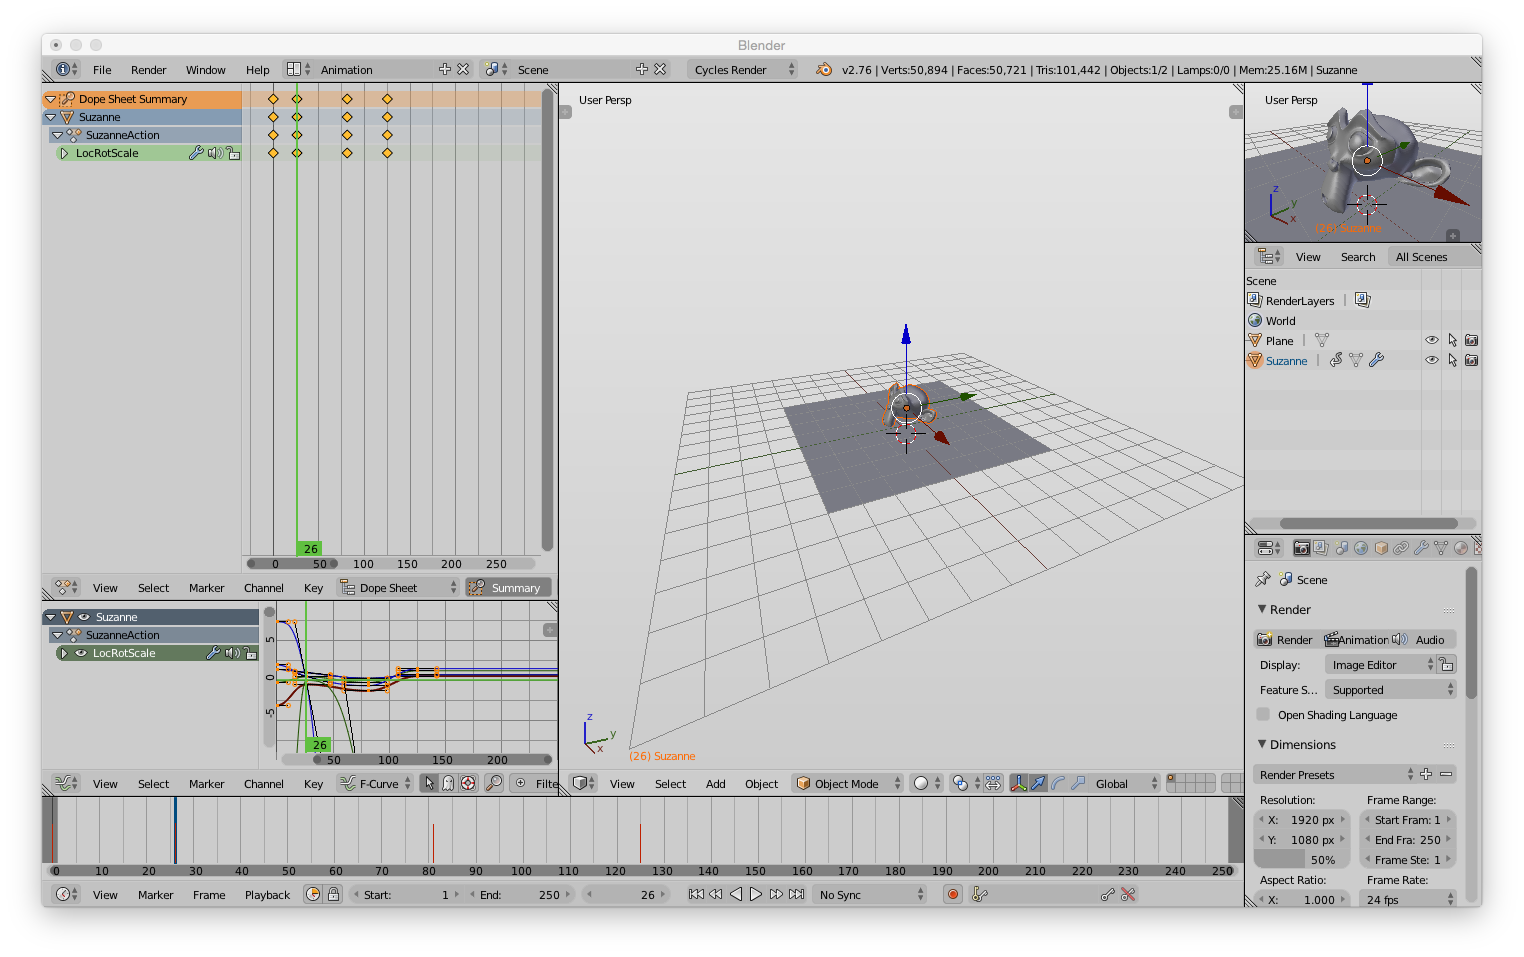 Blender
File Render Window Help Animation Scene Cycles Render v2.76 | Verts:50,894 | Faces:50,721 | Tris:101,442 | Objects:1/2 | Lamps:0/0 | Mem:25.16M | Suzanne
Dope Sheet Summary
Suzanne
SuzanneAction
LocRotScale
26
0 50 100 150 200 250
View Select Marker Channel Key Dope Sheet Summary
Suzanne
SuzanneAction
LocRotScale
5
0
-5
26
50 100 150 200
View Select Marker Channel Key F-Curve Filte
User Persp
z
y
x
(26) Suzanne
View Select Add Object Object Mode Global
User Persp
z
y
x
(26) Suzanne
View Search All Scenes
Scene
RenderLayers |
World
Plane |
Suzanne |
Scene
Render
Render Animation Audio
Display: Image Editor
Feature S... Supported
Open Shading Language
Dimensions
Render Presets
Resolution: Frame Range:
X: 1920 px Start Fram: 1
Y: 1080 px End Fra: 250
50% Frame Ste: 1
Aspect Ratio: Frame Rate:
X: 1.000 24 fps
0 10 20 30 40 50 60 70 80 90 100 110 120 130 140 150 160 170 180 190 200 210 220 230 240 250
View Marker Frame Playback Start: 1 End: 250 26 No Sync